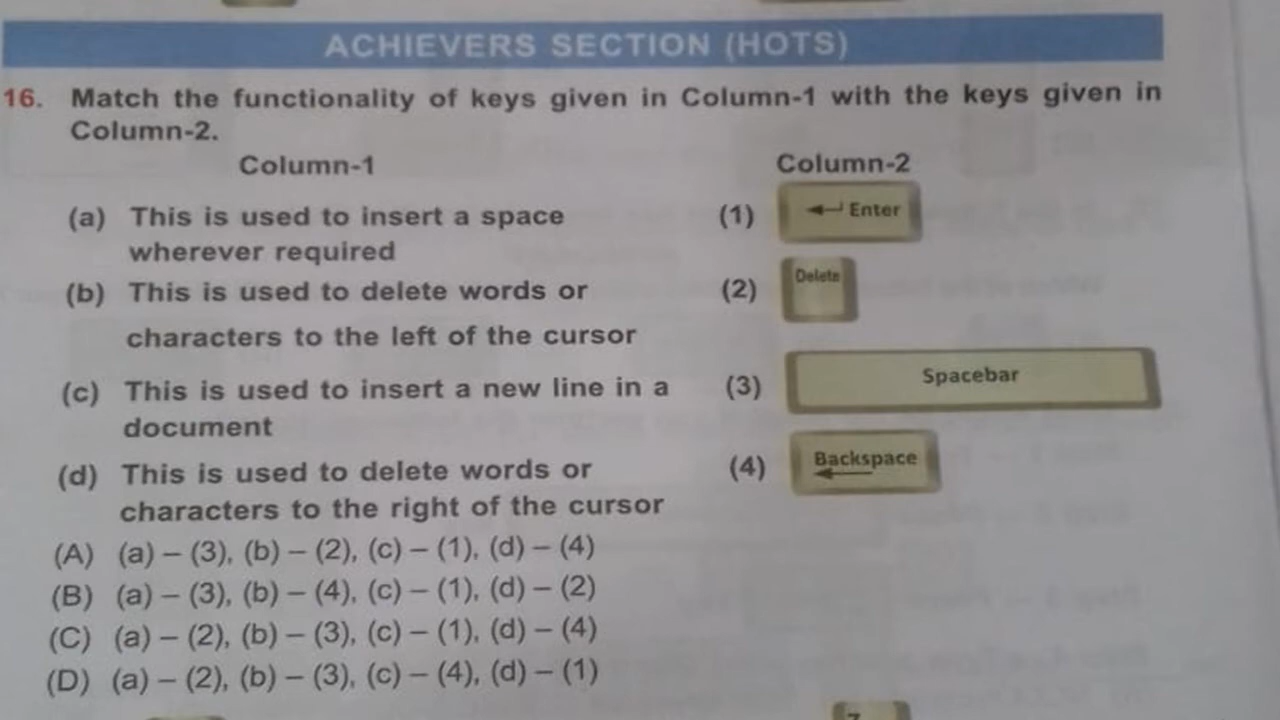 ACHIEVERS SECTION (HOTS)
16. Match the functionality of keys given in Column-1 with the keys given in
Column-2.
Column-1 Column-2
(a) This is used to insert a space (1) Enter
wherever required
(b) This is used to delete words or (2) Delete
characters to the left of the cursor
(c) This is used to insert a new line in a (3) Spacebar
document
(d) This is used to delete words or (4) Backspace
characters to the right of the cursor
(A) (a) – (3), (b) – (2), (c) – (1), (d) – (4)
(B) (a) – (3), (b) – (4), (c) – (1), (d) – (2)
(C) (a) – (2), (b) – (3), (c) – (1), (d) – (4)
(D) (a) – (2), (b) – (3), (c) – (4), (d) – (1)